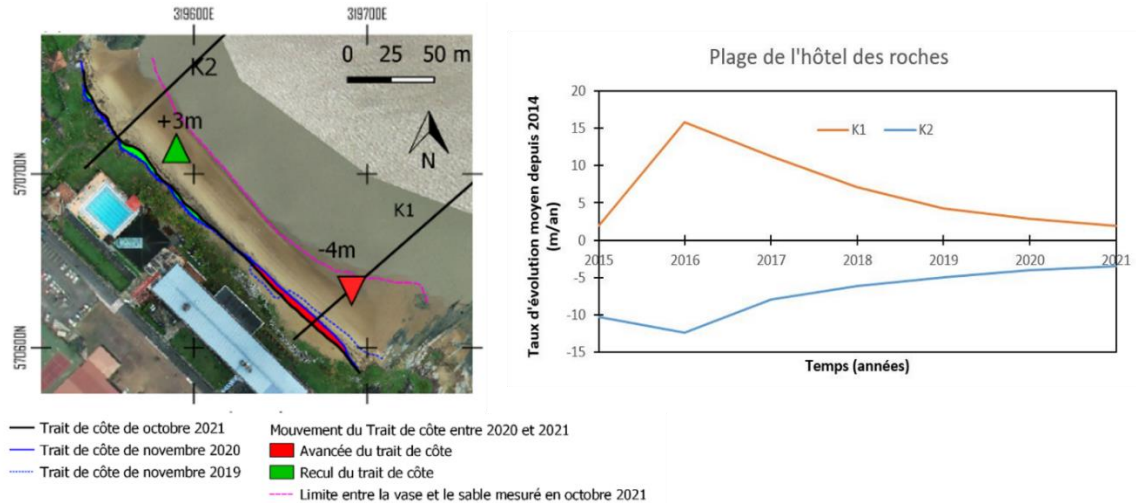 319600E
319700E
K2
0 25 50 m
+3m
N
570700N
K1
-4m
570600N
Trait de côte de octobre 2021
Trait de côte de novembre 2020
Trait de côte de novembre 2019
Mouvement du Trait de côte entre 2020 et 2021
Avancée du trait de côte
Recul du trait de côte
Limite entre la vase et le sable mesuré en octobre 2021
Plage de l'hôtel des roches
Taux d'évolution moyen depuis 2014
(m/an)
20
15
10
5
0
-5
-10
-15
K1
K2
2015 2016 2017 2018 2019 2020 2021
Temps (années)